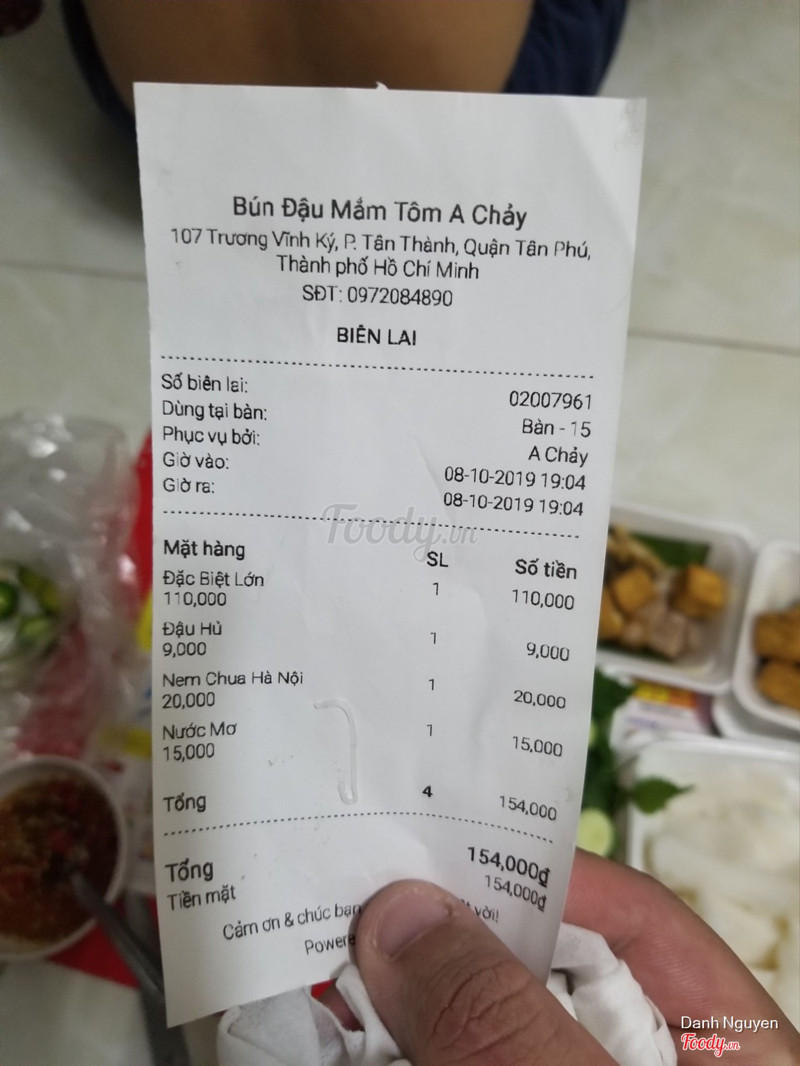 Bún Đậu Mắm Tôm A Chảy
107 Trương Vĩnh Ký, P. Tân Thành, Quận Tân Phú,
Thành phố Hồ Chí Minh
SĐT: 0972084890
BIÊN LAI
Số biên lai: 02007961
Dùng tại bàn: Bàn - 15
Phục vụ bởi: A Chảy
Giờ vào: 08-10-2019 19:04
Giờ ra: 08-10-2019 19:04
Foody.vn
Mặt hàng SL Số tiền
Đặc Biệt Lớn 1 110,000
110,000
Đậu Hủ 1 9,000
9,000
Nem Chua Hà Nội 1 20,000
20,000
Nước Mơ 1 15,000
15,000
Tổng 4 154,000
Tổng 154,000₫
Tiền mặt 154,000₫
Cảm ơn & chúc bạn vời!
Danh Nguyen
Foody.vn